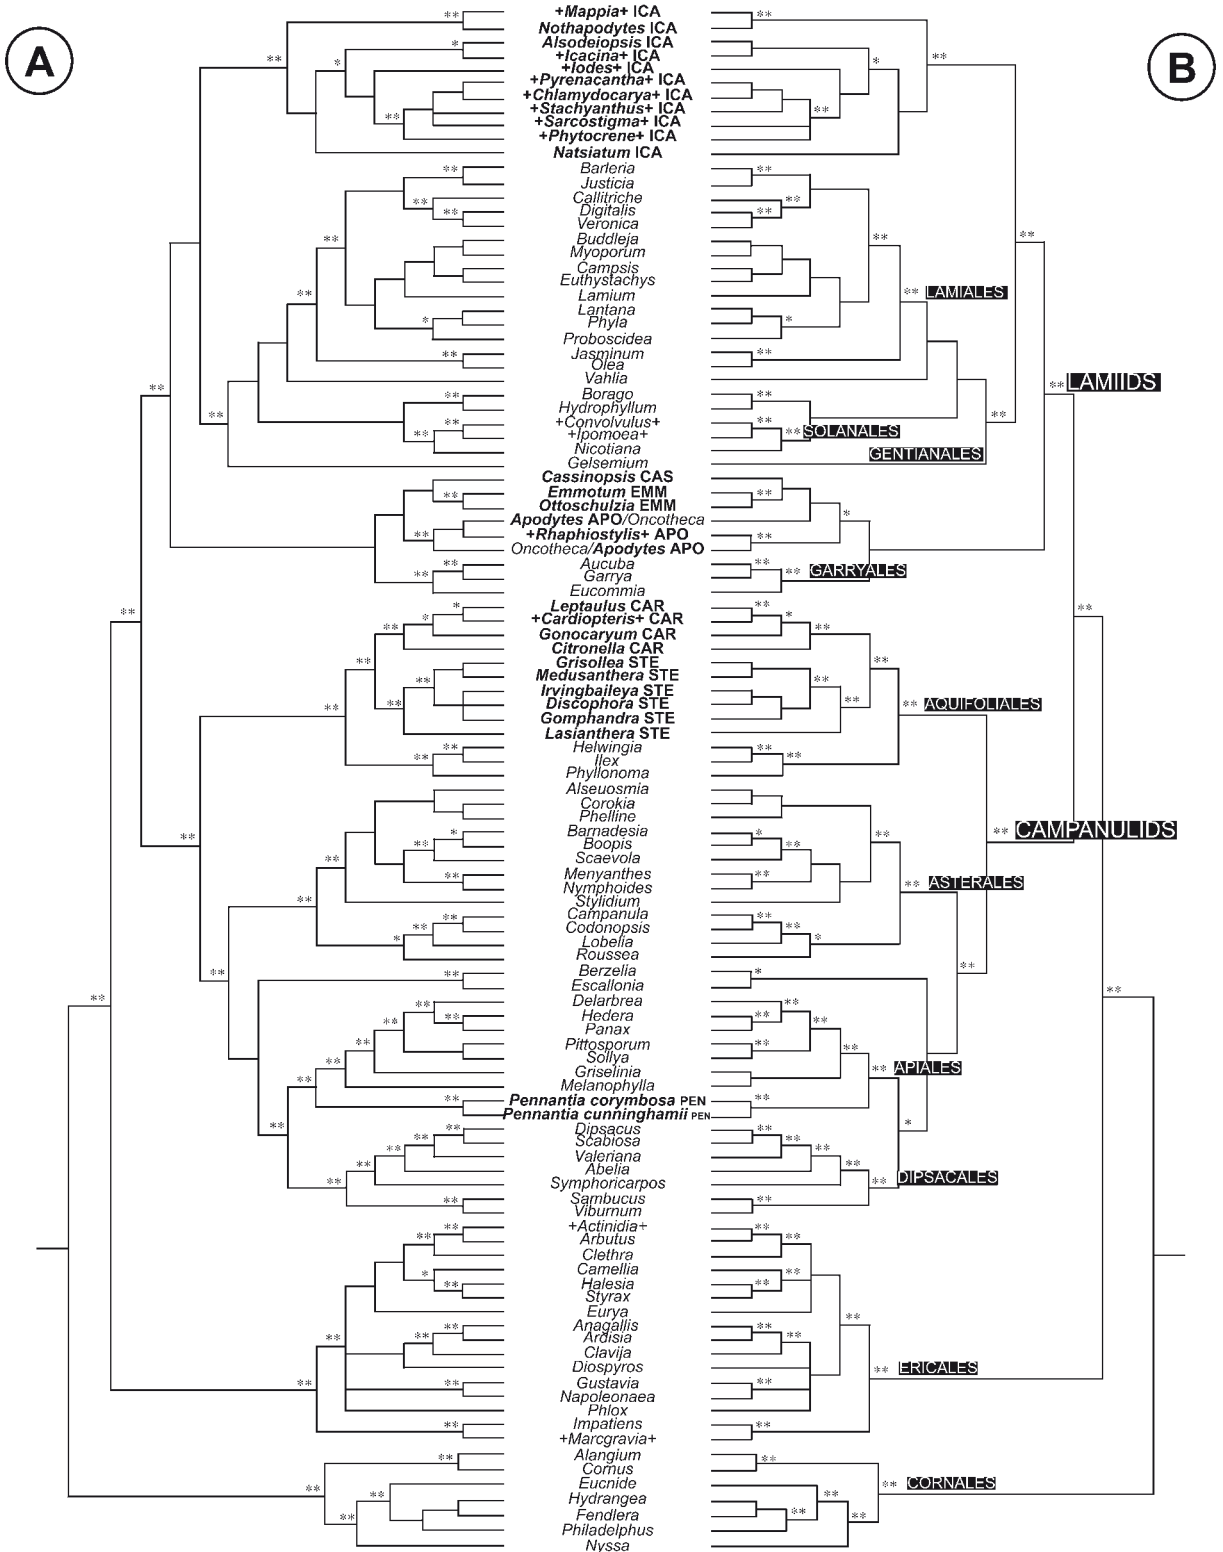 A
B
+Mappia+ ICA
Nothapodytes ICA
Alsodeiopsis ICA
+Icacina+ ICA
+Iodes+ ICA
+Pyrenacantha+ ICA
+Chlamydocarya+ ICA
+Stachyanthus+ ICA
+Sarcostigma+ ICA
+Phytocrene+ ICA
Natsiatum ICA
Barleria
Justicia
Callitriche
Digitalis
Veronica
Buddleja
Myoporum
Campsis
Euthystachys
LAMIALES
Lamium
Lantana
Phyla
Proboscidea
Jasminum
Olea
Vahlia
LAMIIDS
Borago
Hydrophyllum
+Convolvulus+
+Ipomoea+ SOLANALES
Nicotiana
GENTIANALES
Gelsemium
Cassinopsis CAS
Emmotum EMM
Ottoschulzia EMM
Apodytes APO/Oncotheca
+Rhaphiostylis+ APO
Oncotheca/Apodytes APO
Aucuba
GARRYALES
Garrya
Eucommia
Leptaulus CAR
+Cardiopteris+ CAR
Gonocaryum CAR
Citronella CAR
Grisollea STE
Medusanthera STE
Irvingbaileya STE
Discophora STE AQUIFOLIALES
Gomphandra STE
Lasianthera STE
Helwingia
Ilex
Phyllonoma
Alseuosmia
Corokia
Phelline
Barnadesia CAMPANULIDS
Boopis
Scaevola
Menyanthes
ASTERALES
Nymphoides
Stylidium
Campanula
Codonopsis
Lobelia
Roussea
Berzelia
Escallonia
Delarbrea
Hedera
Panax
Pittosporum
Sollya
APIALES
Griselinia
Melanophylla
Pennantia corymbosa PEN
Pennantia cunninghamii PEN
Dipsacus
Scabiosa
Valeriana
Abelia
DIPSACALES
Symphoricarpos
Sambucus
Viburnum
+Actinidia+
Arbutus
Clethra
Camellia
Halesia
Styrax
Eurya
Anagallis
Ardisia
Clavija
Diospyros ERICALES
Gustavia
Napoleonaea
Phlox
Impatiens
+Marcgravia+
Alangium
Cornus
Eucnide CORNALES
Hydrangea
Fendlera
Philadelphus
Nyssa